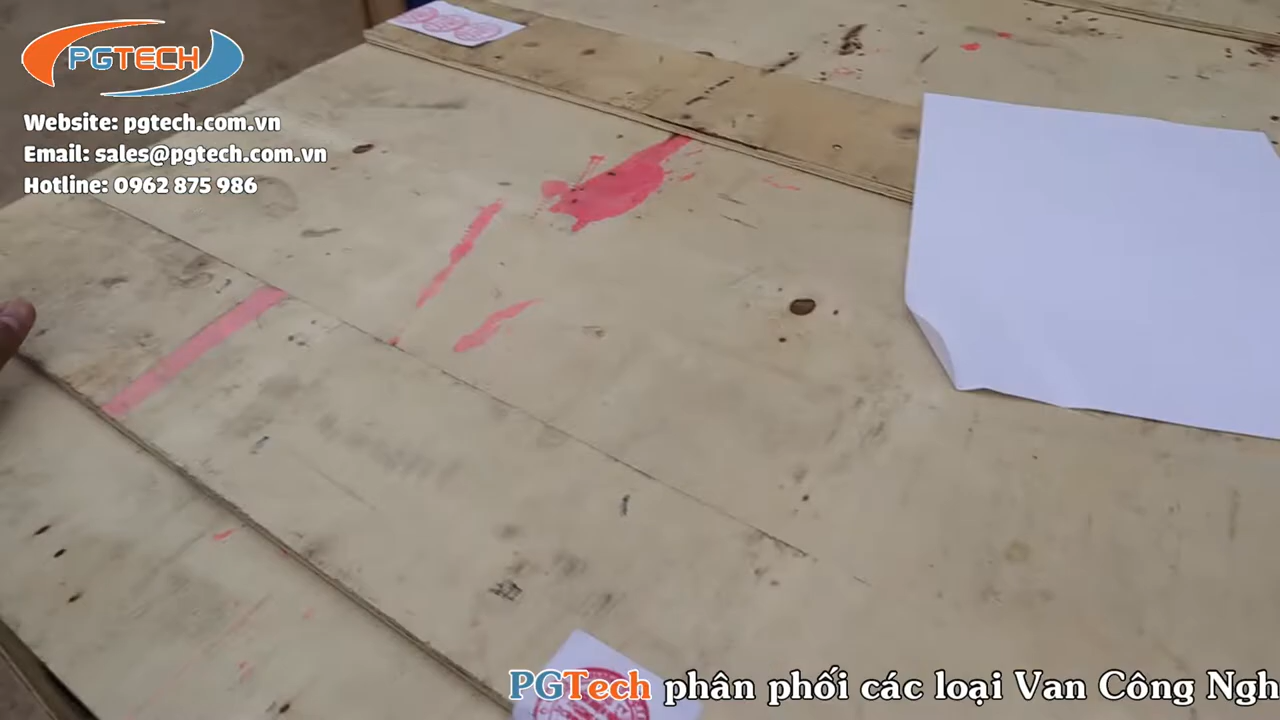 PGTECH
Website: pgtech.com.vn
Email: sales@pgtech.com.vn
Hotline: 0962 875 986
PGTech phân phối các loại Van Công Ngh